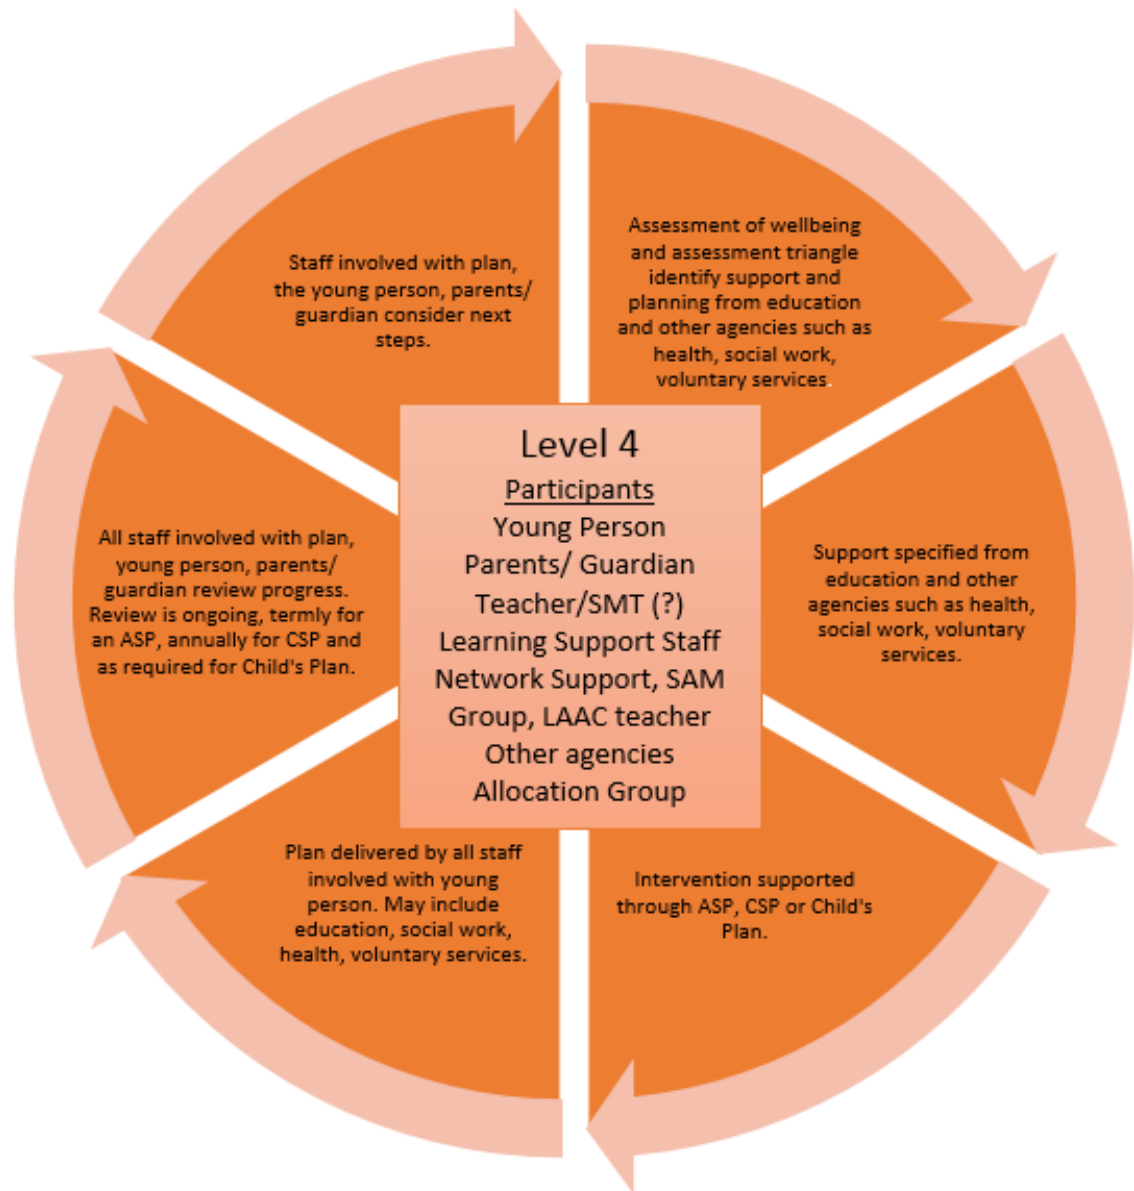 Assessment of wellbeing
and assessment triangle
identify support and
planning from education
and other agencies such as
health, social work,
voluntary services.
Support specified from
education and other
agencies such as health,
social work, voluntary
services.
Intervention supported
through ASP, CSP or Child's
Plan.
Plan delivered by all staff
involved with young
person. May include
education, social work,
health, voluntary services.
All staff involved with plan,
young person, parents/
guardian review progress.
Review is ongoing, termly for
an ASP, annually for CSP and
as required for Child's Plan.
Staff involved with plan,
the young person, parents/
guardian consider next
steps.
Level 4
Participants
Young Person
Parents/ Guardian
Teacher/SMT (?)
Learning Support Staff
Network Support, SAM
Group, LAAC teacher
Other agencies
Allocation Group